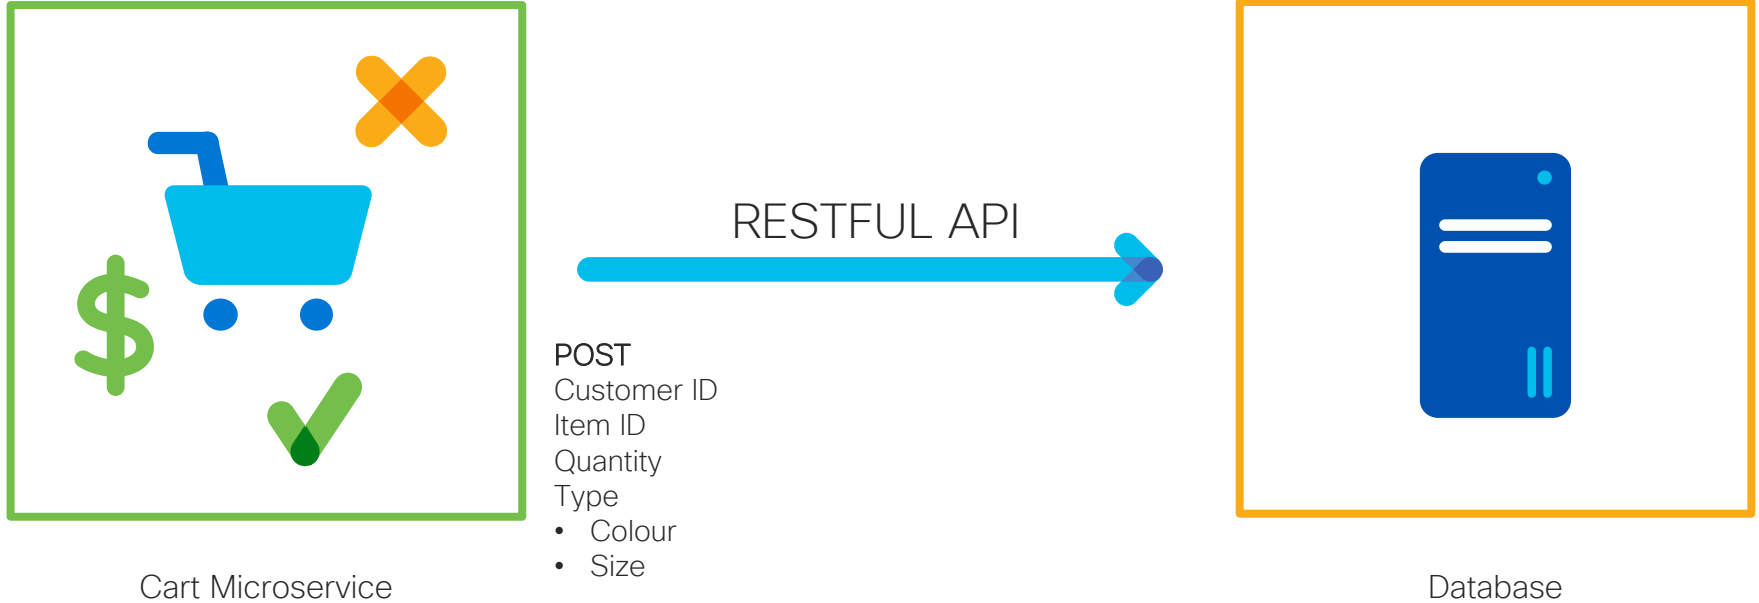 RESTFUL API
POST
Customer ID
Item ID
Quantity
Type
• Colour
• Size
Cart Microservice
Database